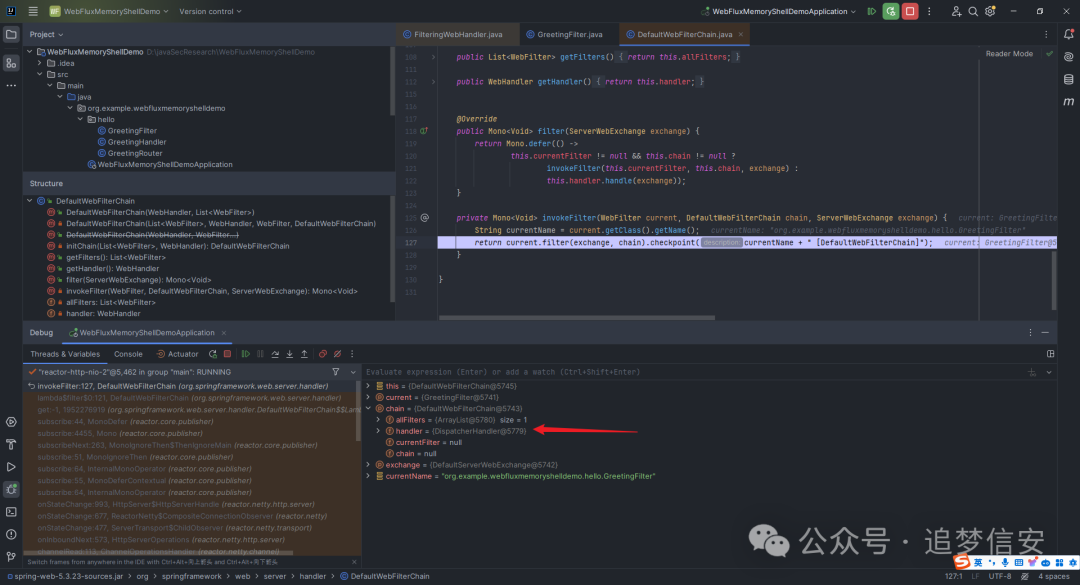 WF WebFluxMemoryShellDemo Version control WebFluxMemoryShellDemoApplication
Project
WebFluxMemoryShellDemo D:\javaSecResearch\WebFluxMemoryShellDemo
.idea
src
main
java
org.example.webfluxmemoryshelldemo
hello
GreetingFilter
GreetingHandler
GreetingRouter
WebFluxMemoryShellDemoApplication
Structure
DefaultWebFilterChain
DefaultWebFilterChain(WebHandler, List<WebFilter>)
DefaultWebFilterChain(List<WebFilter>, WebHandler, WebFilter, DefaultWebFilterChain)
DefaultWebFilterChain(WebHandler, WebFilter...)
initChain(List<WebFilter>, WebHandler): DefaultWebFilterChain
getFilters(): List<WebFilter>
getHandler(): WebHandler
filter(ServerWebExchange): Mono<Void>
invokeFilter(WebFilter, DefaultWebFilterChain, ServerWebExchange): Mono<Void>
allFilters: List<WebFilter>
handler: WebHandler
FilteringWebHandler.java GreetingFilter.java DefaultWebFilterChain.java
Reader Mode
public List<WebFilter> getFilters() { return this.allFilters; }
112 public WebHandler getHandler() { return this.handler; }
117 @Override
118 public Mono<Void> filter(ServerWebExchange exchange) {
119 return Mono.defer(() ->
120 this.currentFilter != null && this.chain != null ?
121 invokeFilter(this.currentFilter, this.chain, exchange) :
122 this.handler.handle(exchange));
123 }
124
125 private Mono<Void> invokeFilter(WebFilter current, DefaultWebFilterChain chain, ServerWebExchange exchange) { current: GreetingFilte
126 String currentName = current.getClass().getName(); currentName: "org.example.webfluxmemoryshelldemo.hello.GreetingFilter"
127 return current.filter(exchange, chain).checkpoint( description: currentName + " [DefaultWebFilterChain]"); current: GreetingFilter@5
128 }
129
130 }
131
Debug WebFluxMemoryShellDemoApplication
Threads & Variables Console Actuator
"reactor-http-nio-2"@5,462 in group "main": RUNNING
invokeFilter:127, DefaultWebFilterChain (org.springframework.web.server.handler)
lambda$filter$0:121, DefaultWebFilterChain (org.springframework.web.server.handler)
get:-1, 1952276919 (org.springframework.web.server.handler.DefaultWebFilterChain$$Lam
subscribe:44, MonoDefer (reactor.core.publisher)
subscribe:4455, Mono (reactor.core.publisher)
subscribeNext:263, MonoIgnoreThen$ThenIgnoreMain (reactor.core.publisher)
subscribe:51, MonoIgnoreThen (reactor.core.publisher)
subscribe:64, InternalMonoOperator (reactor.core.publisher)
subscribe:55, MonoDeferContextual (reactor.core.publisher)
subscribe:64, InternalMonoOperator (reactor.core.publisher)
onStateChange:993, HttpServer$HttpServerHandle (reactor.netty.http.server)
onStateChange:677, ReactorNetty$CompositeConnectionObserver (reactor.netty)
onStateChange:477, ServerTransport$ChildObserver (reactor.netty.transport)
onInboundNext:573, HttpServerOperations (reactor.netty.http.server)
channelRead:113, ChannelOperationsHandler (reactor.netty.channel)
Switch frames from anywhere in the IDE with Ctrl+Alt+向上箭头 and Ctrl+Alt+向下箭头
Evaluate expression (Enter) or add a watch (Ctrl+Shift+Enter)
this = {DefaultWebFilterChain@5745}
current = {GreetingFilter@5741}
chain = {DefaultWebFilterChain@5743}
allFilters = {ArrayList@5780} size = 1
handler = {DispatcherHandler@5779}
currentFilter = null
chain = null
exchange = {DefaultServerWebExchange@5742}
currentName = "org.example.webfluxmemoryshelldemo.hello.GreetingFilter"
公众号 · 追梦信安
英
spring-web-5.3.23-sources.jar > org > springframework > web > server > handler > DefaultWebFilterChain 127:1 LF UTF-8 4 spaces